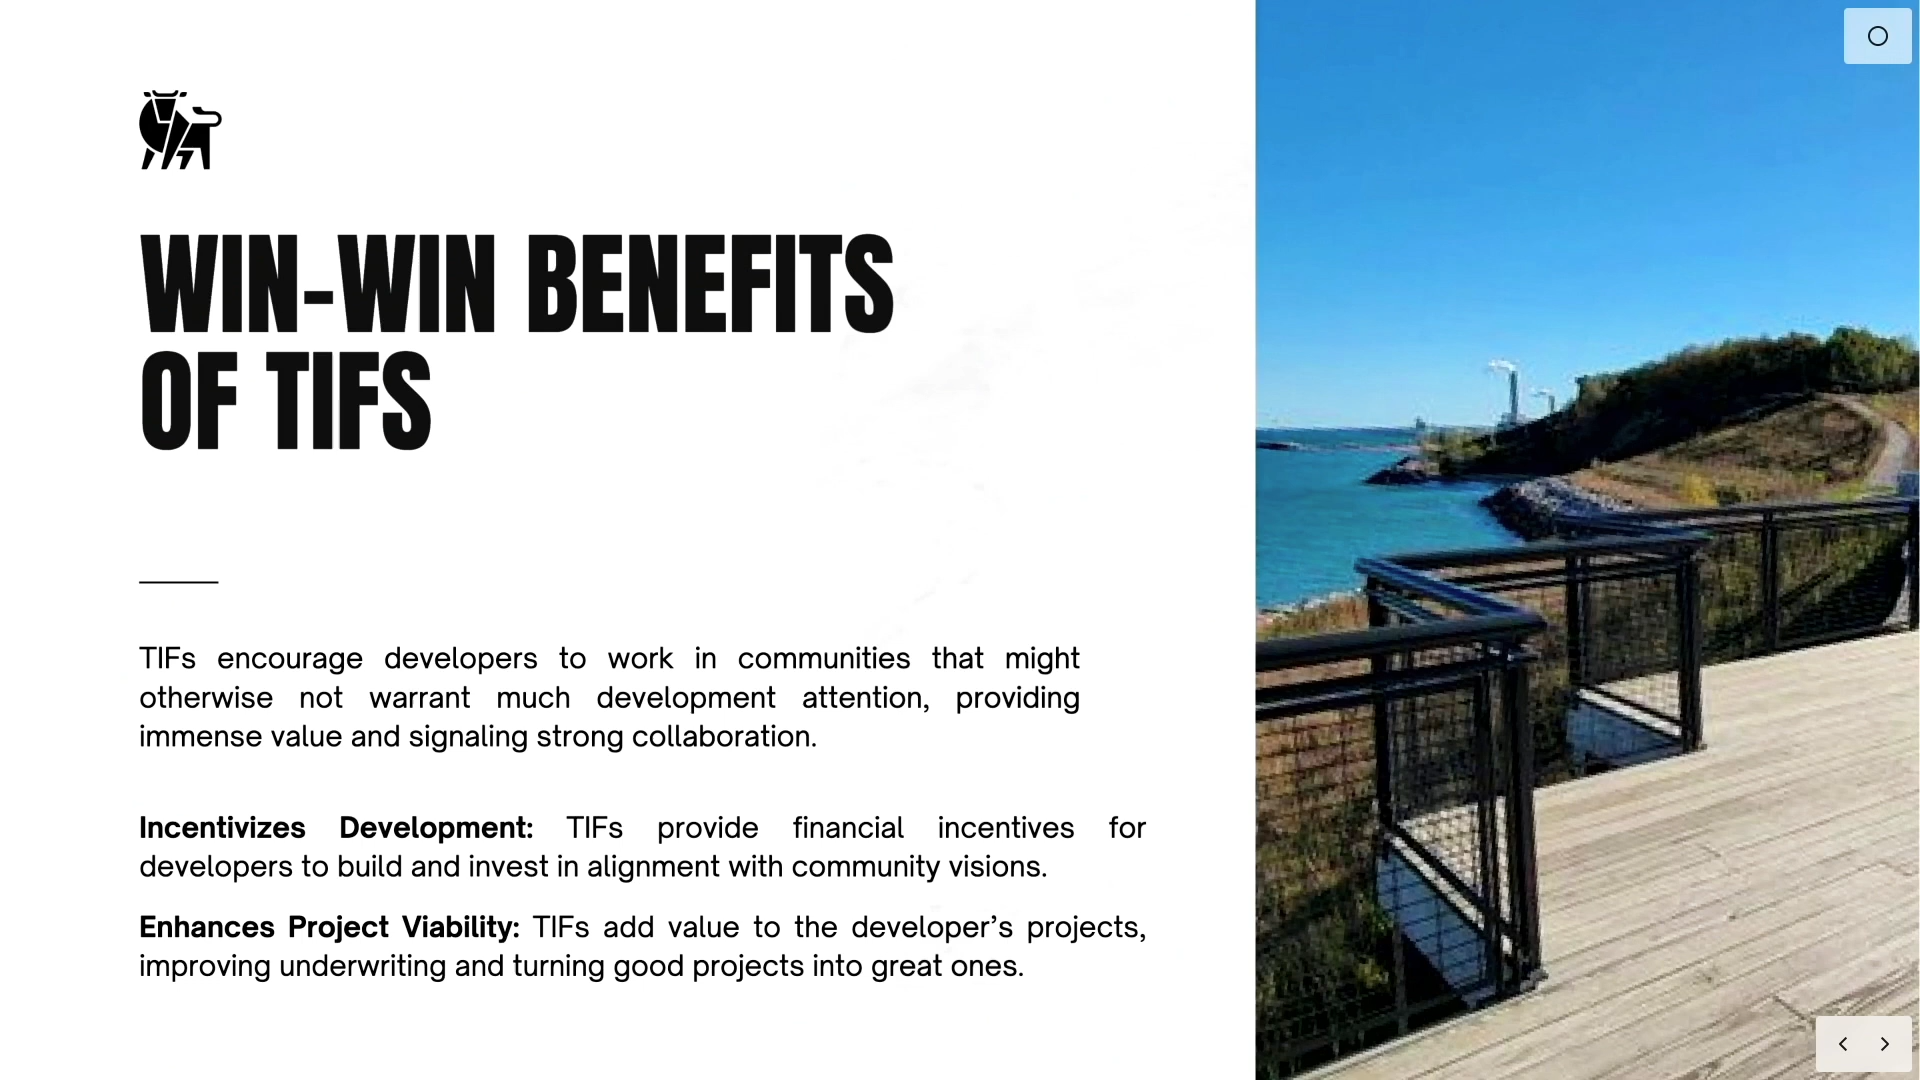 WIN-WIN BENEFITS
OF TIFS
TIFs encourage developers to work in communities that might
otherwise not warrant much development attention, providing
immense value and signaling strong collaboration.
Incentivizes Development: TIFs provide financial incentives for
developers to build and invest in alignment with community visions.
Enhances Project Viability: TIFs add value to the developer’s projects,
improving underwriting and turning good projects into great ones.